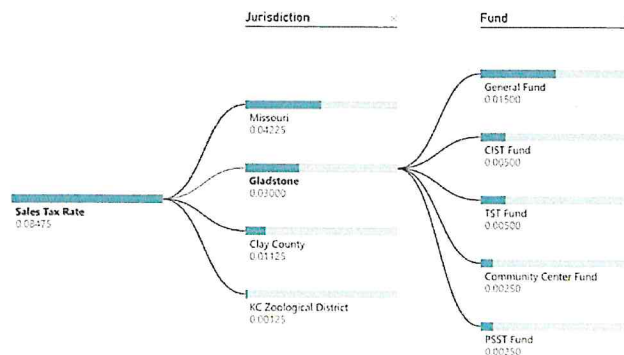 Jurisdiction
Fund
General Fund
0.01500
Missouri
0.04225
CIST Fund
0.00500
Gladstone
0.03000
Sales Tax Rate
0.08475
TST Fund
0.00500
Clay County
0.01125
Community Center Fund
0.00250
KC Zoological District
0.00125
PSST Fund
0.00250